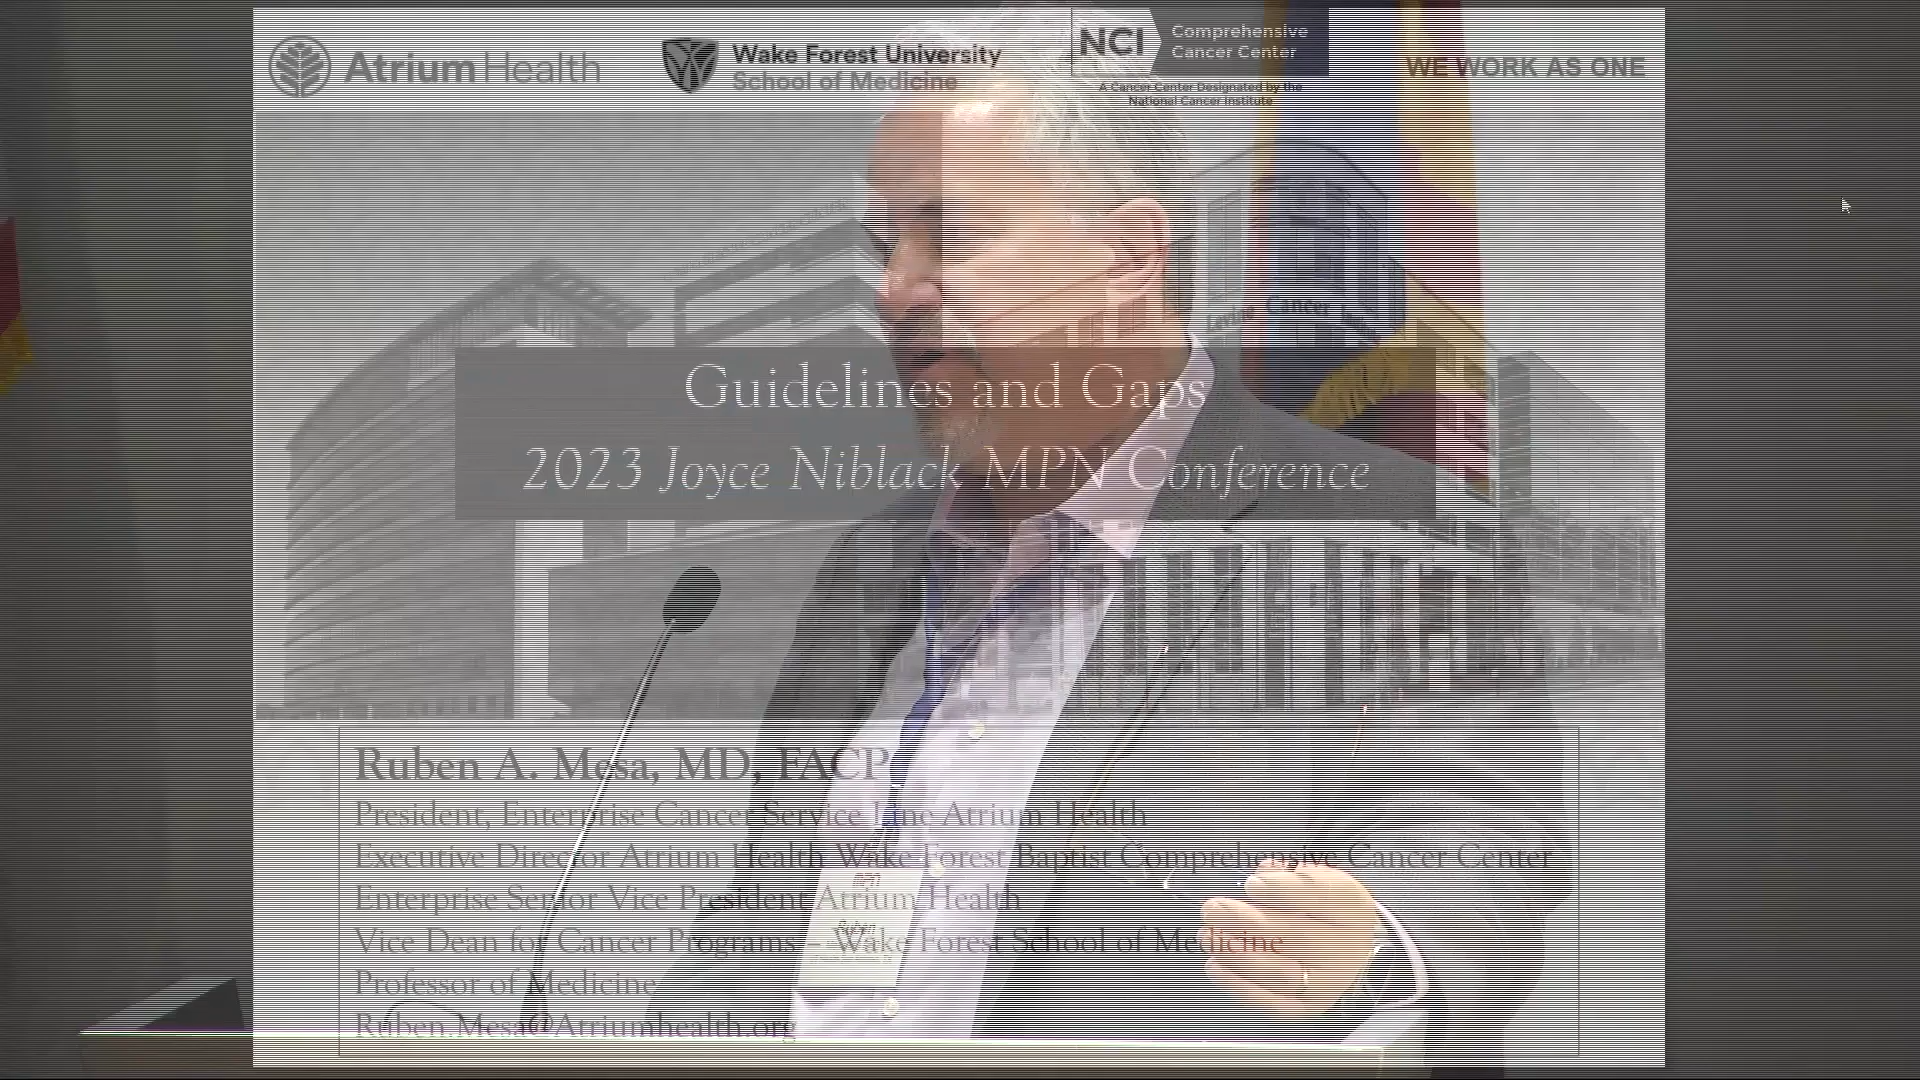 Atrium Health
Wake Forest University
School of Medicine
NCI
Comprehensive
Cancer Center
A Cancer Center Designated by the
National Cancer Institute
WE WORK AS ONE
Levine Cancer
Guidelines and Gaps
2023 Joyce Niblack MPN Conference
Ruben A. Mesa, MD, FACP
President, Enterprise Cancer Service Line Atrium Health
Executive Director Atrium Health Wake Forest Baptist Comprehensive Cancer Center
Enterprise Senior Vice President Atrium Health
Vice Dean for Cancer Programs – Wake Forest School of Medicine
Professor of Medicine
Ruben.Mesa@Atriumhealth.org
mpn
Ruben